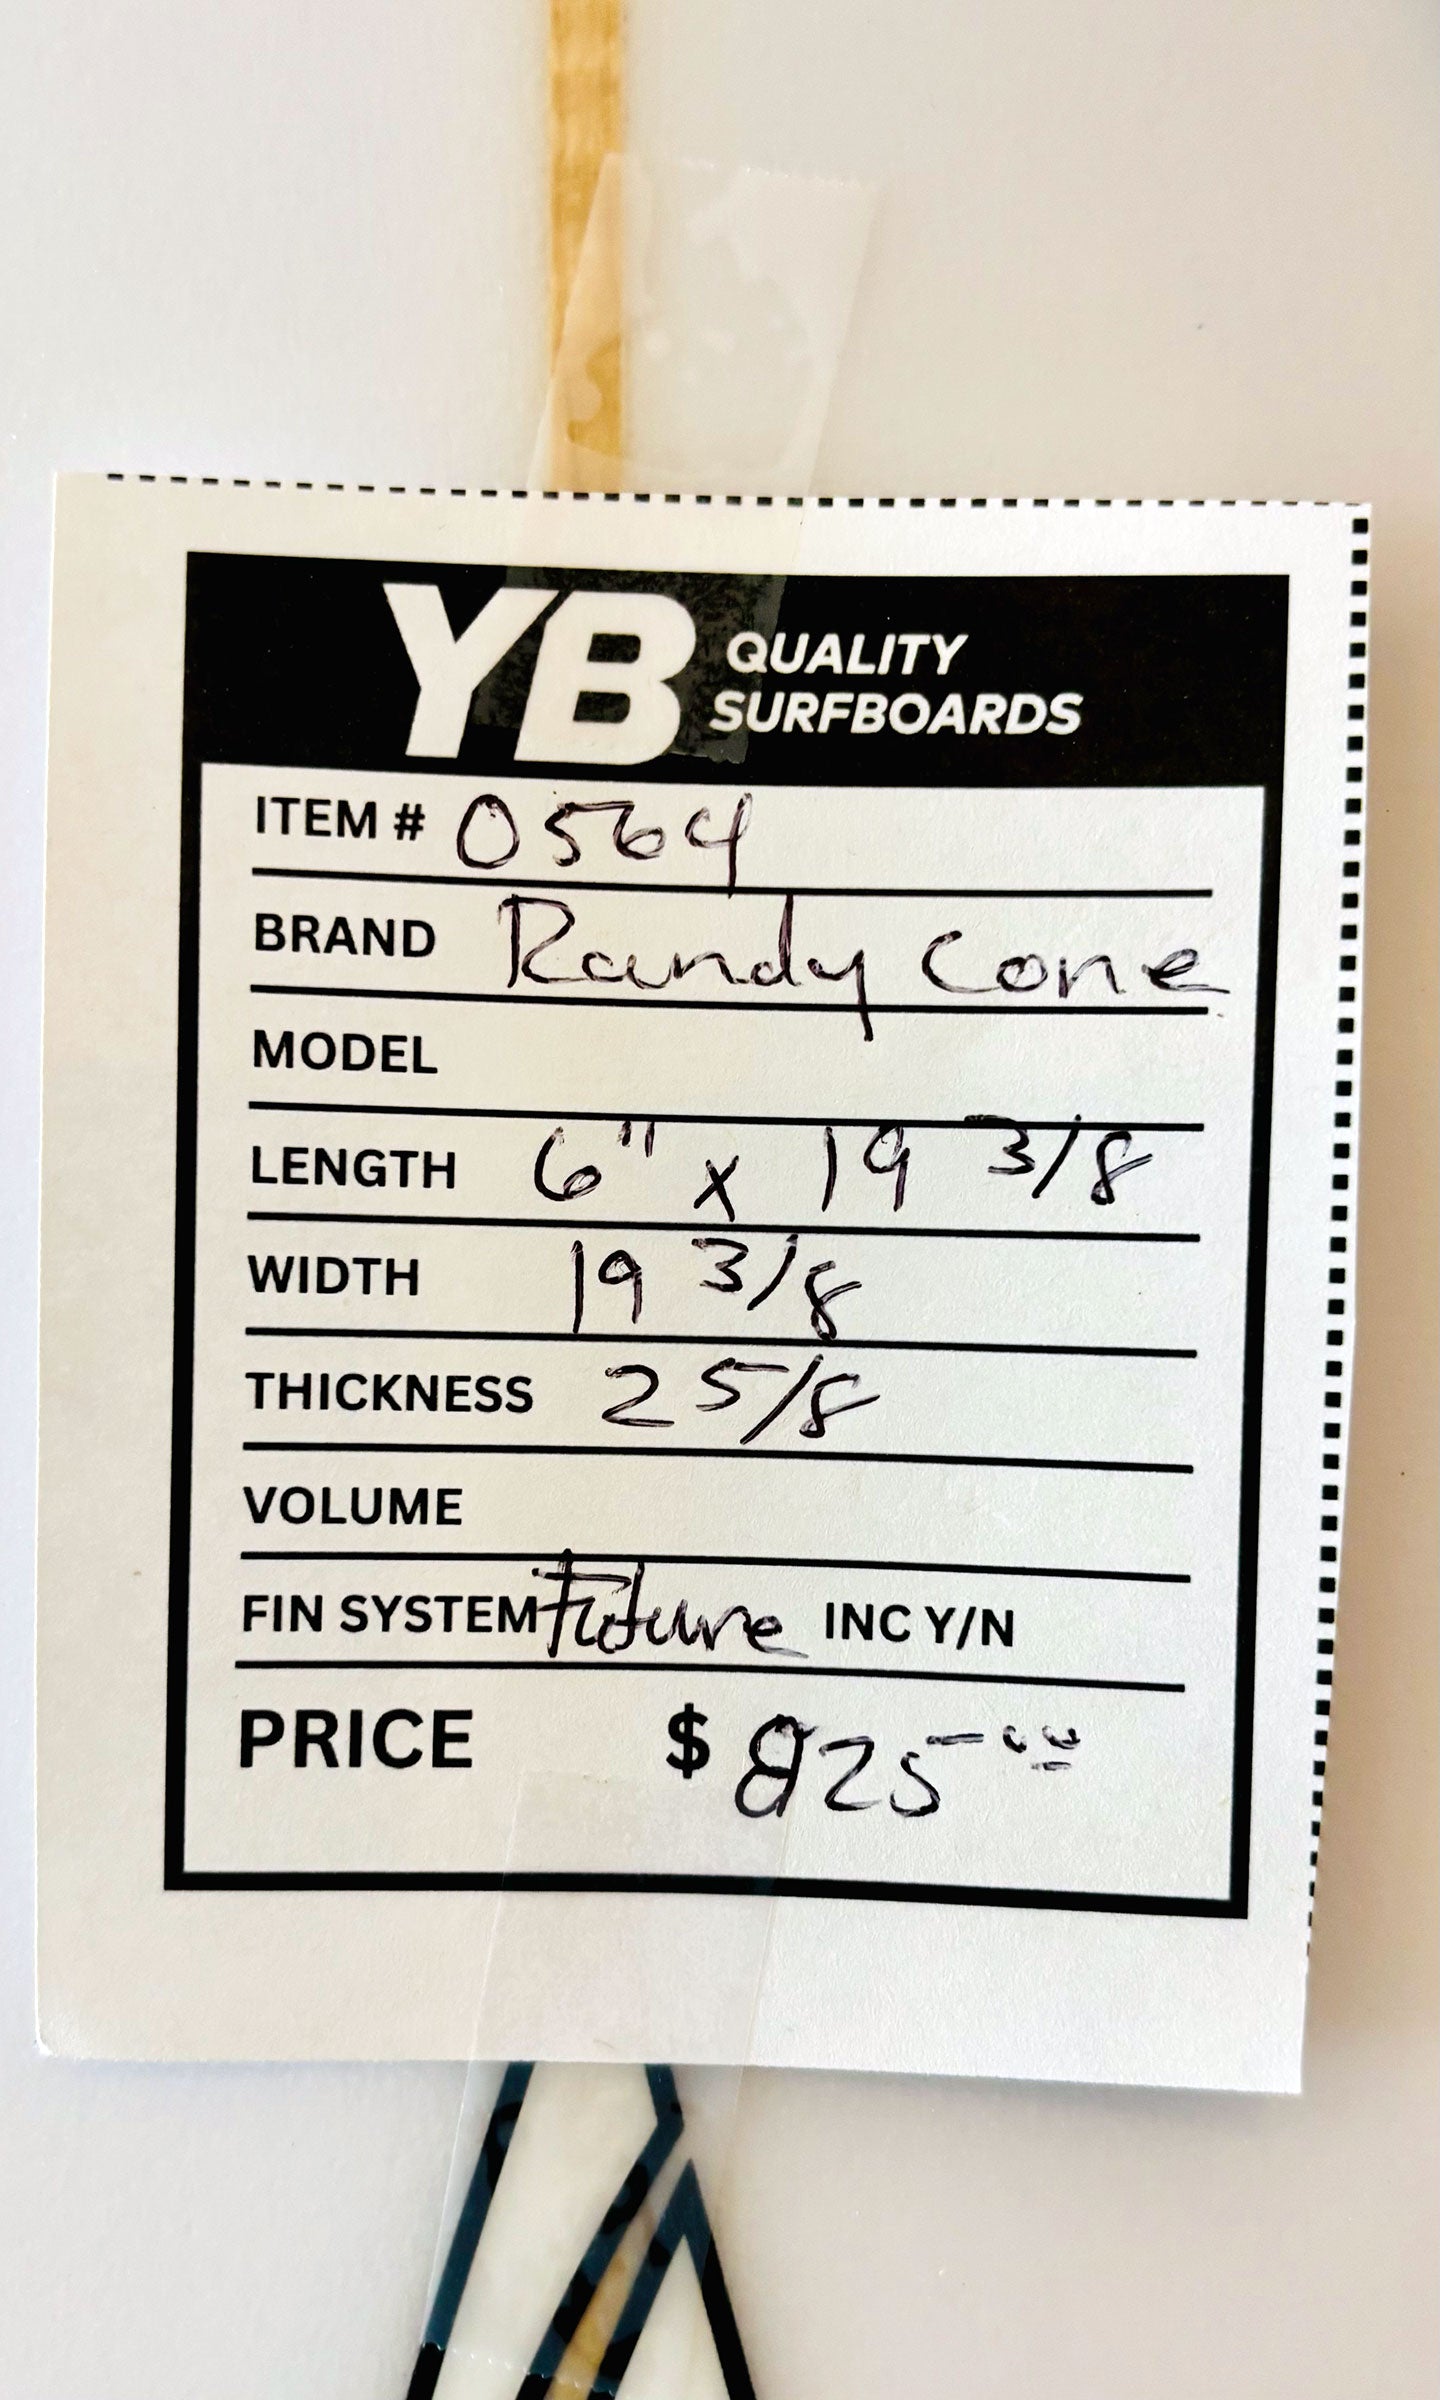 YB QUALITY
SURFBOARDS
ITEM # 0564
BRAND Randy Cone
MODEL
LENGTH 6" x 19 3/8
WIDTH 19 3/8
THICKNESS 2 5/8
VOLUME
FIN SYSTEM Future INC Y/N
PRICE $ 825 00